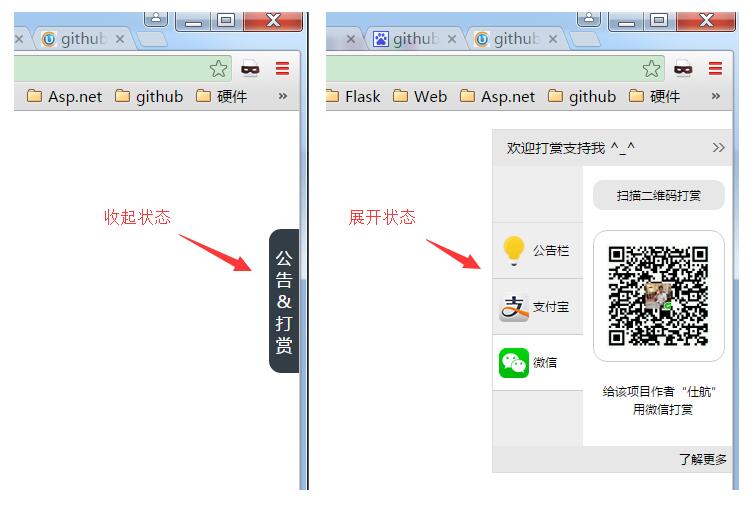 github
github
github
Asp.net
github
硬件
»
Flask
Web
Asp.net
github
硬件
»
收起状态
公告&打赏
展开状态
欢迎打赏支持我 ^_^
>>
扫描二维码打赏
公告栏
支付宝
微信
给该项目作者“仕航”
用微信打赏
了解更多